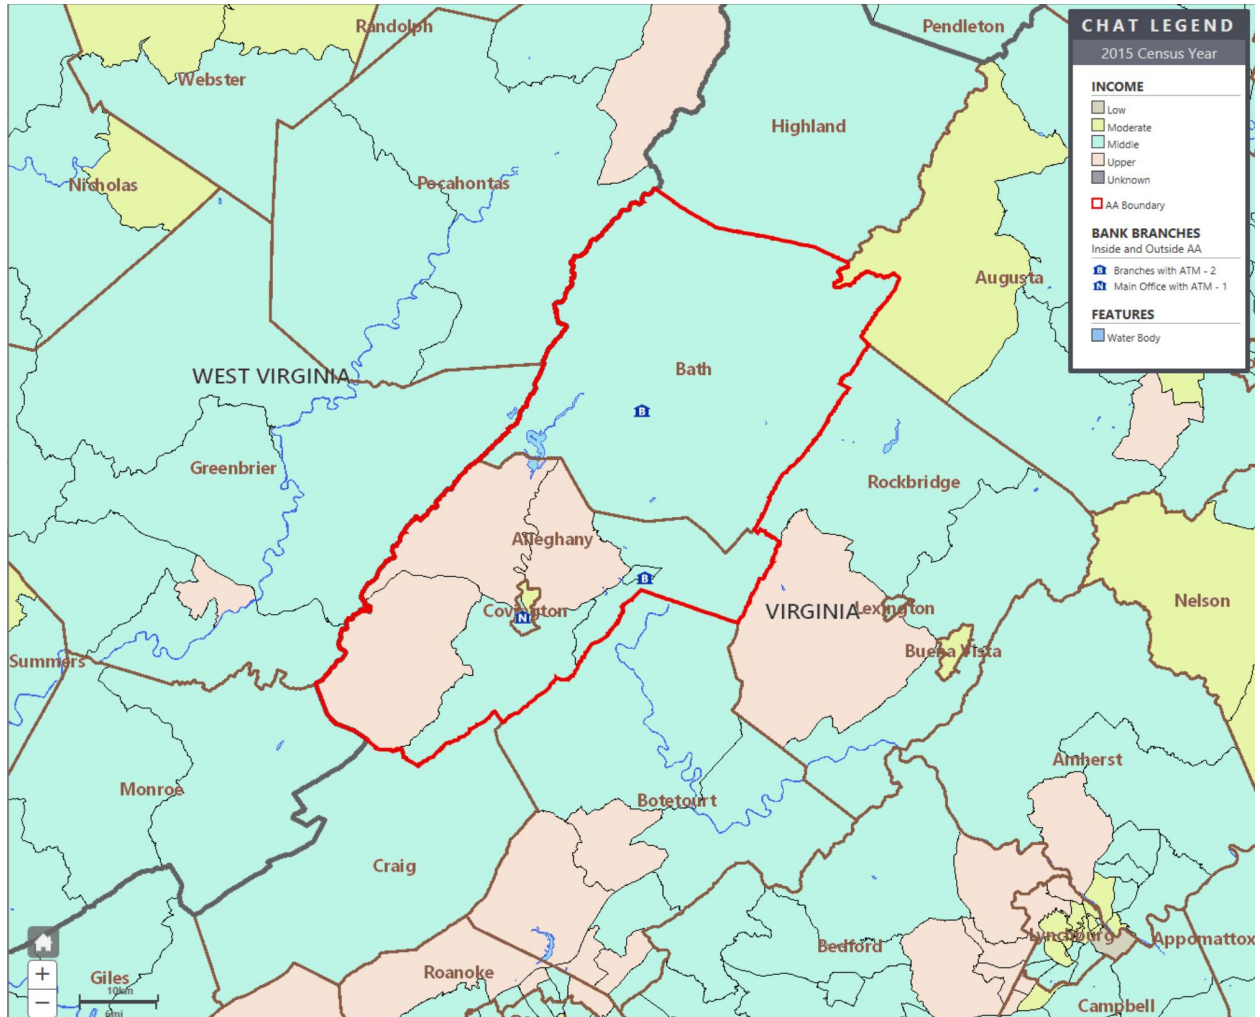 Randolph
Pendleton
Webster
Highland
Nicholas
Pocahontas
Augusta
WEST VIRGINIA
Bath
B
Greenbrier
Rockbridge
Alleghany
B
Covington
N
VIRGINIA
Lexington
Nelson
Buena Vista
Summers
Amherst
Monroe
Botetourt
Craig
Lynchburg
Bedford
Appomattox
Roanoke
Giles
Campbell
+
−
10km
6mi
CHAT LEGEND
2015 Census Year
INCOME
Low
Moderate
Middle
Upper
Unknown
AA Boundary
BANK BRANCHES
Inside and Outside AA
B Branches with ATM - 2
N Main Office with ATM - 1
FEATURES
Water Body